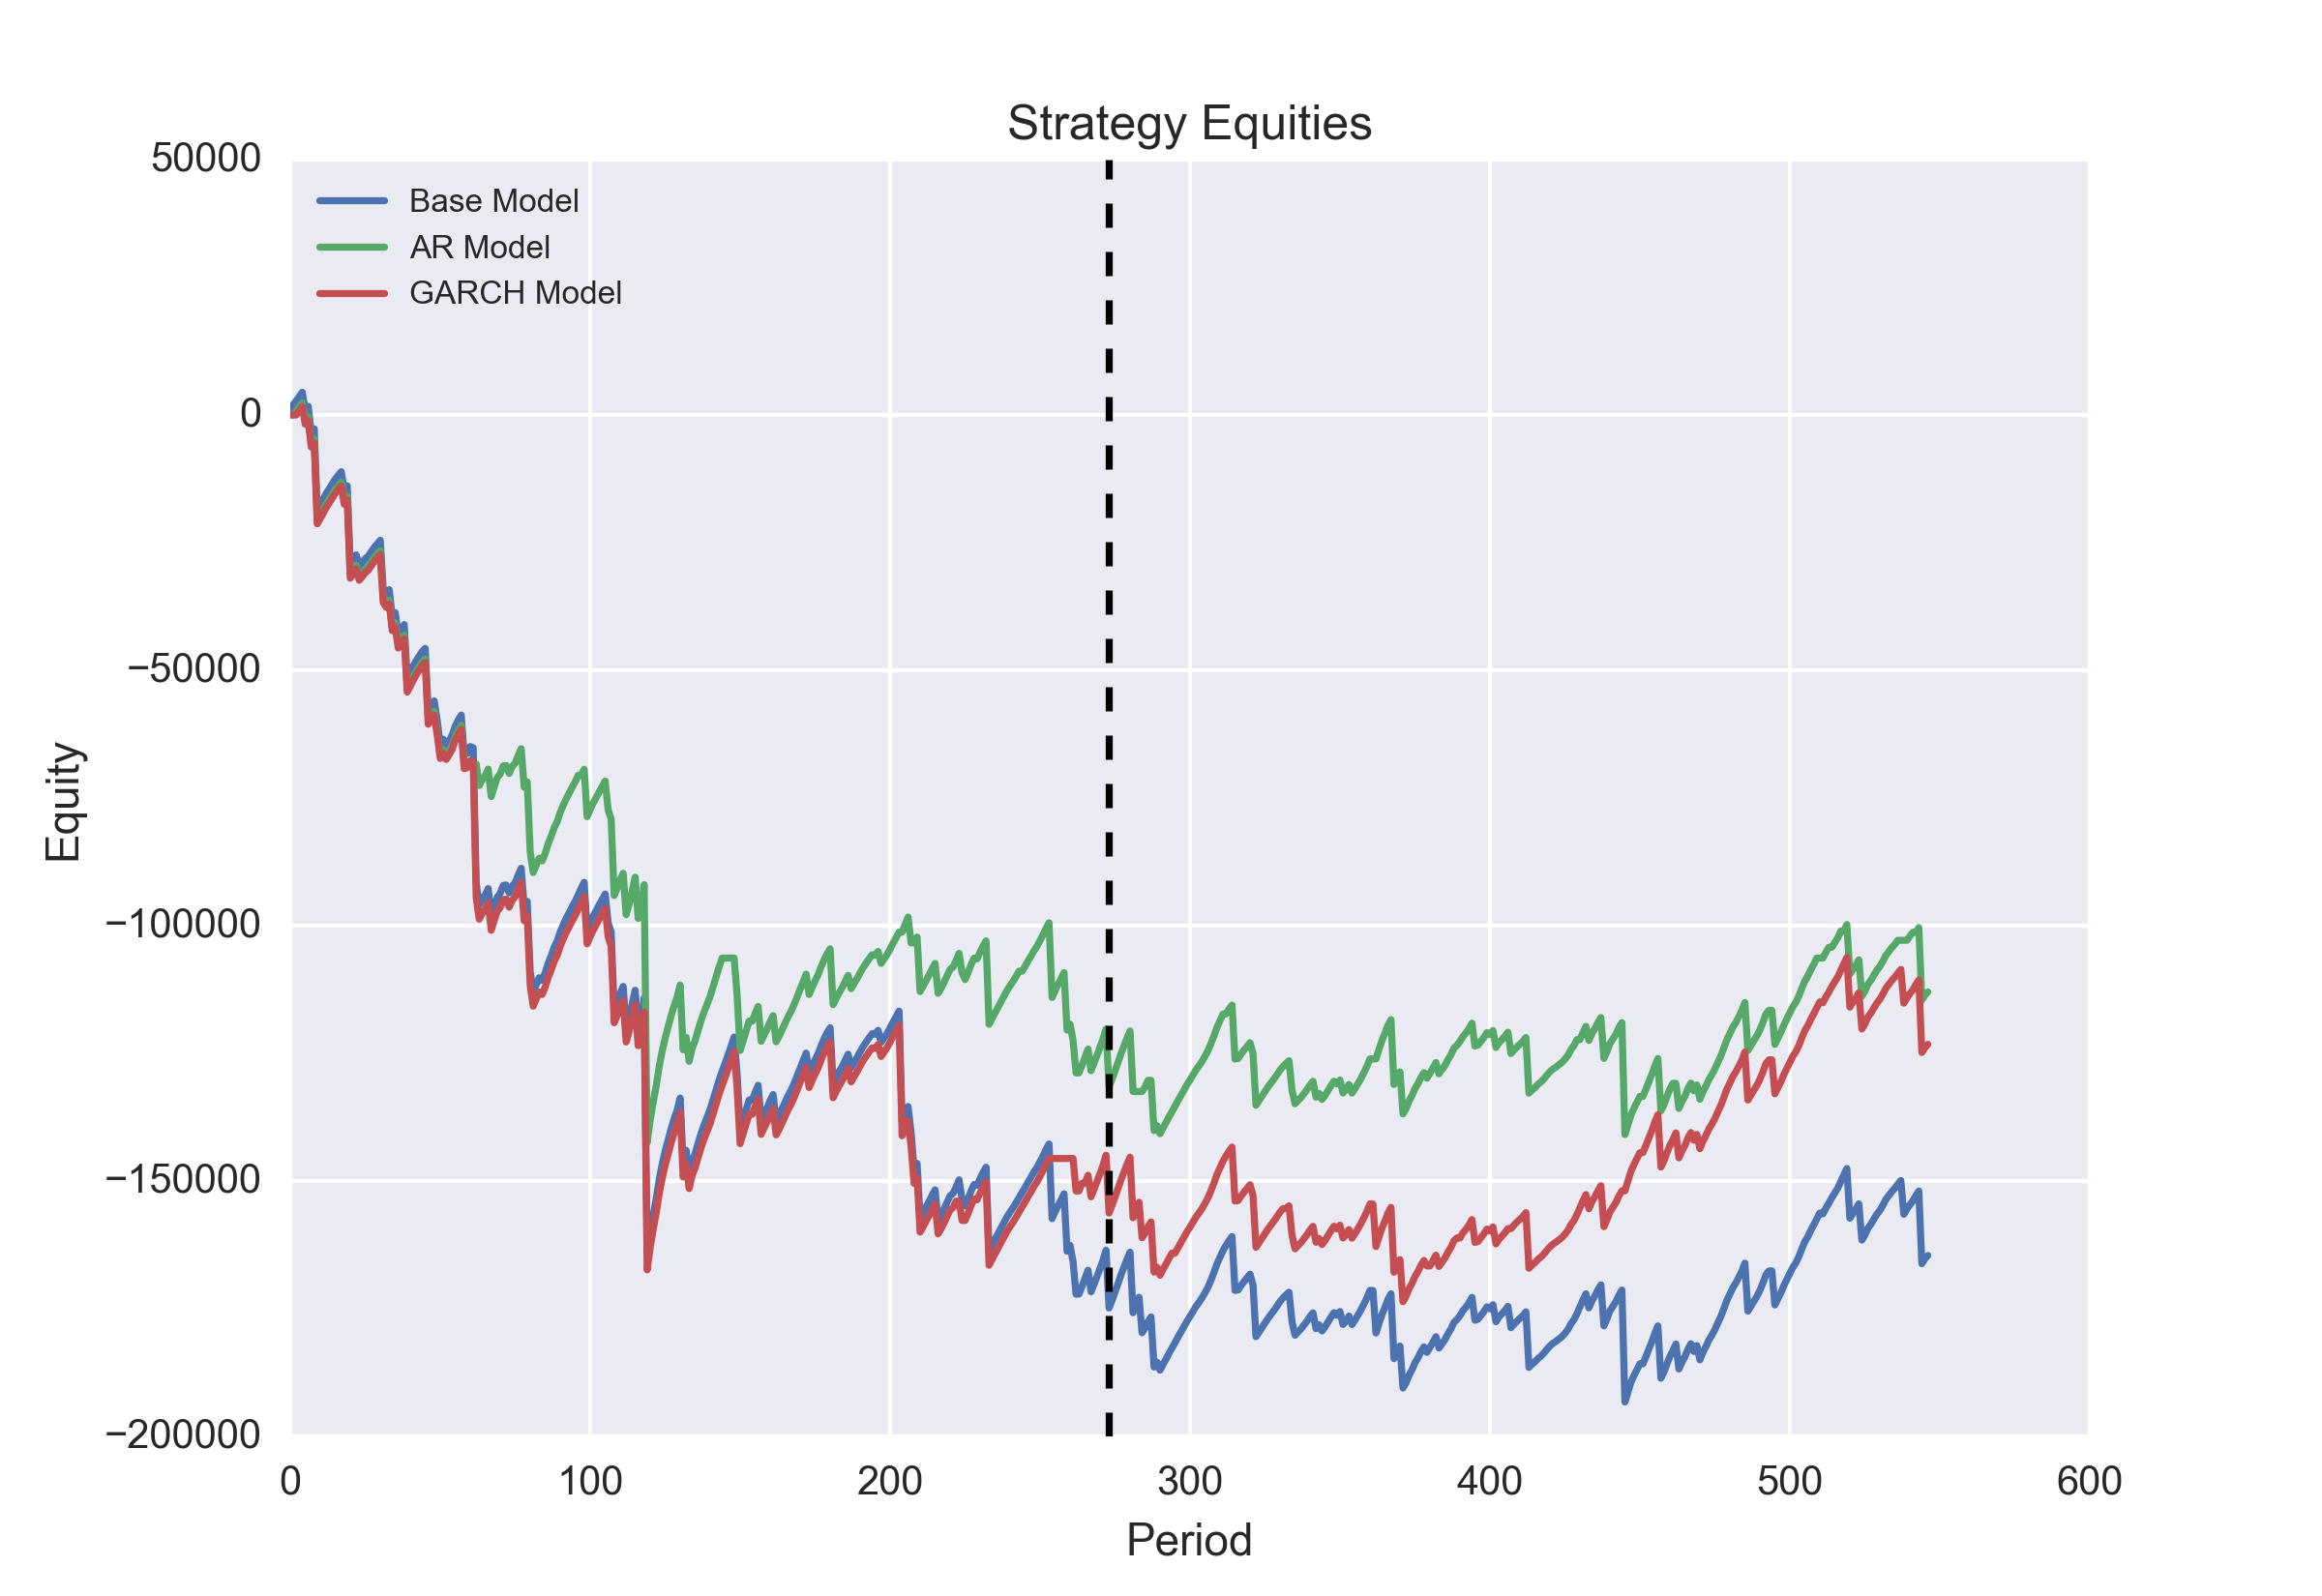 Strategy Equities
50000
0
−50000
−100000
−150000
−200000
Equity
Base Model
AR Model
GARCH Model
0 100 200 300 400 500 600
Period